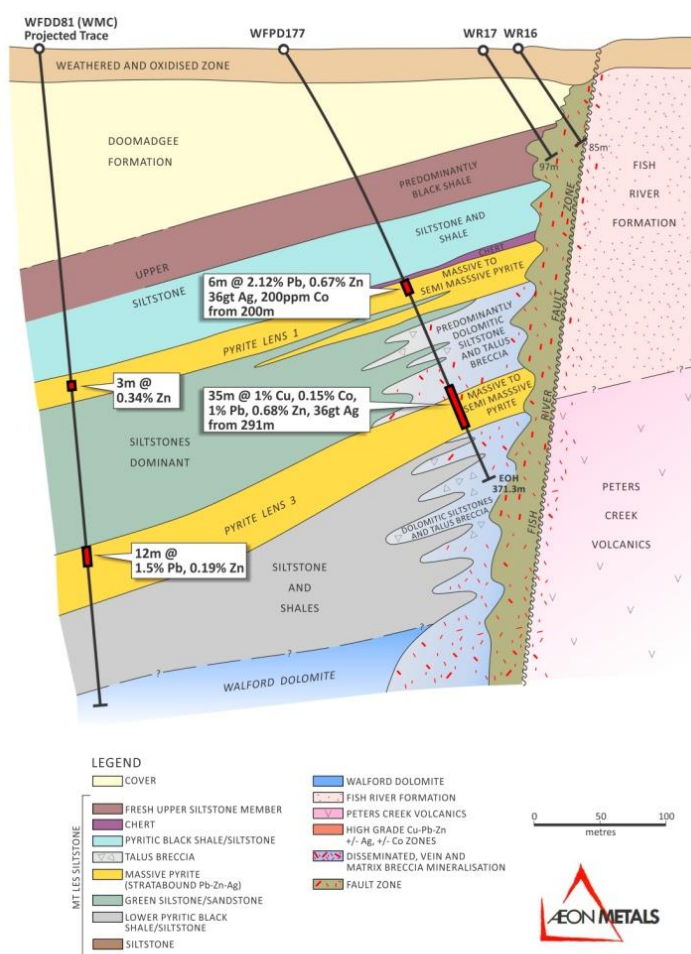 WFDD81 (WMC)
Projected Trace
WFPD177
WR17
WR16
WEATHERED AND OXIDISED ZONE
DOOMADGEE
FORMATION
85m
97m
FISH
RIVER
FORMATION
PREDOMINANTLY
BLACK SHALE
UPPER
SILTSTONE
SILTSTONE AND
SHALE
CHERT
MASSIVE TO
SEMI MASSSIVE PYRITE
6m @ 2.12% Pb, 0.67% Zn
36gt Ag, 200ppm Co
from 200m
PYRITE LENS 1
PREDOMINANTLY
DOLOMITIC
SILTSTONE
AND TALUS
BRECCIA
3m @
0.34% Zn
35m @ 1% Cu, 0.15% Co,
1% Pb, 0.68% Zn, 36gt Ag
from 291m
MASSIVE TO
SEMI MASSSIVE
PYRITE
SILTSTONES
DOMINANT
FISH RIVER FAULT ZONE
?
?
EOH
371.3m
PETERS
CREEK
VOLCANICS
PYRITE LENS 3
DOLOMITIC SILTSTONES
AND TALUS BRECCIA
12m @
1.5% Pb, 0.19% Zn
SILTSTONE
AND
SHALES
?
?
?
WALFORD DOLOMITE
LEGEND
COVER
MT LES SILTSTONE
FRESH UPPER SILTSTONE MEMBER
CHERT
PYRITIC BLACK SHALE/SILTSTONE
TALUS BRECCIA
MASSIVE PYRITE
(STRATABOUND Pb-Zn-Ag)
GREEN SILSTONE/SANDSTONE
LOWER PYRITIC BLACK
SHALE/SILTSTONE
SILTSTONE
WALFORD DOLOMITE
FISH RIVER FORMATION
PETERS CREEK VOLCANICS
HIGH GRADE Cu-Pb-Zn
+/- Ag, +/- Co ZONES
DISSEMINATED, VEIN AND
MATRIX BRECCIA MINERALISATION
FAULT ZONE
0 50 100
metres
ÆON METALS